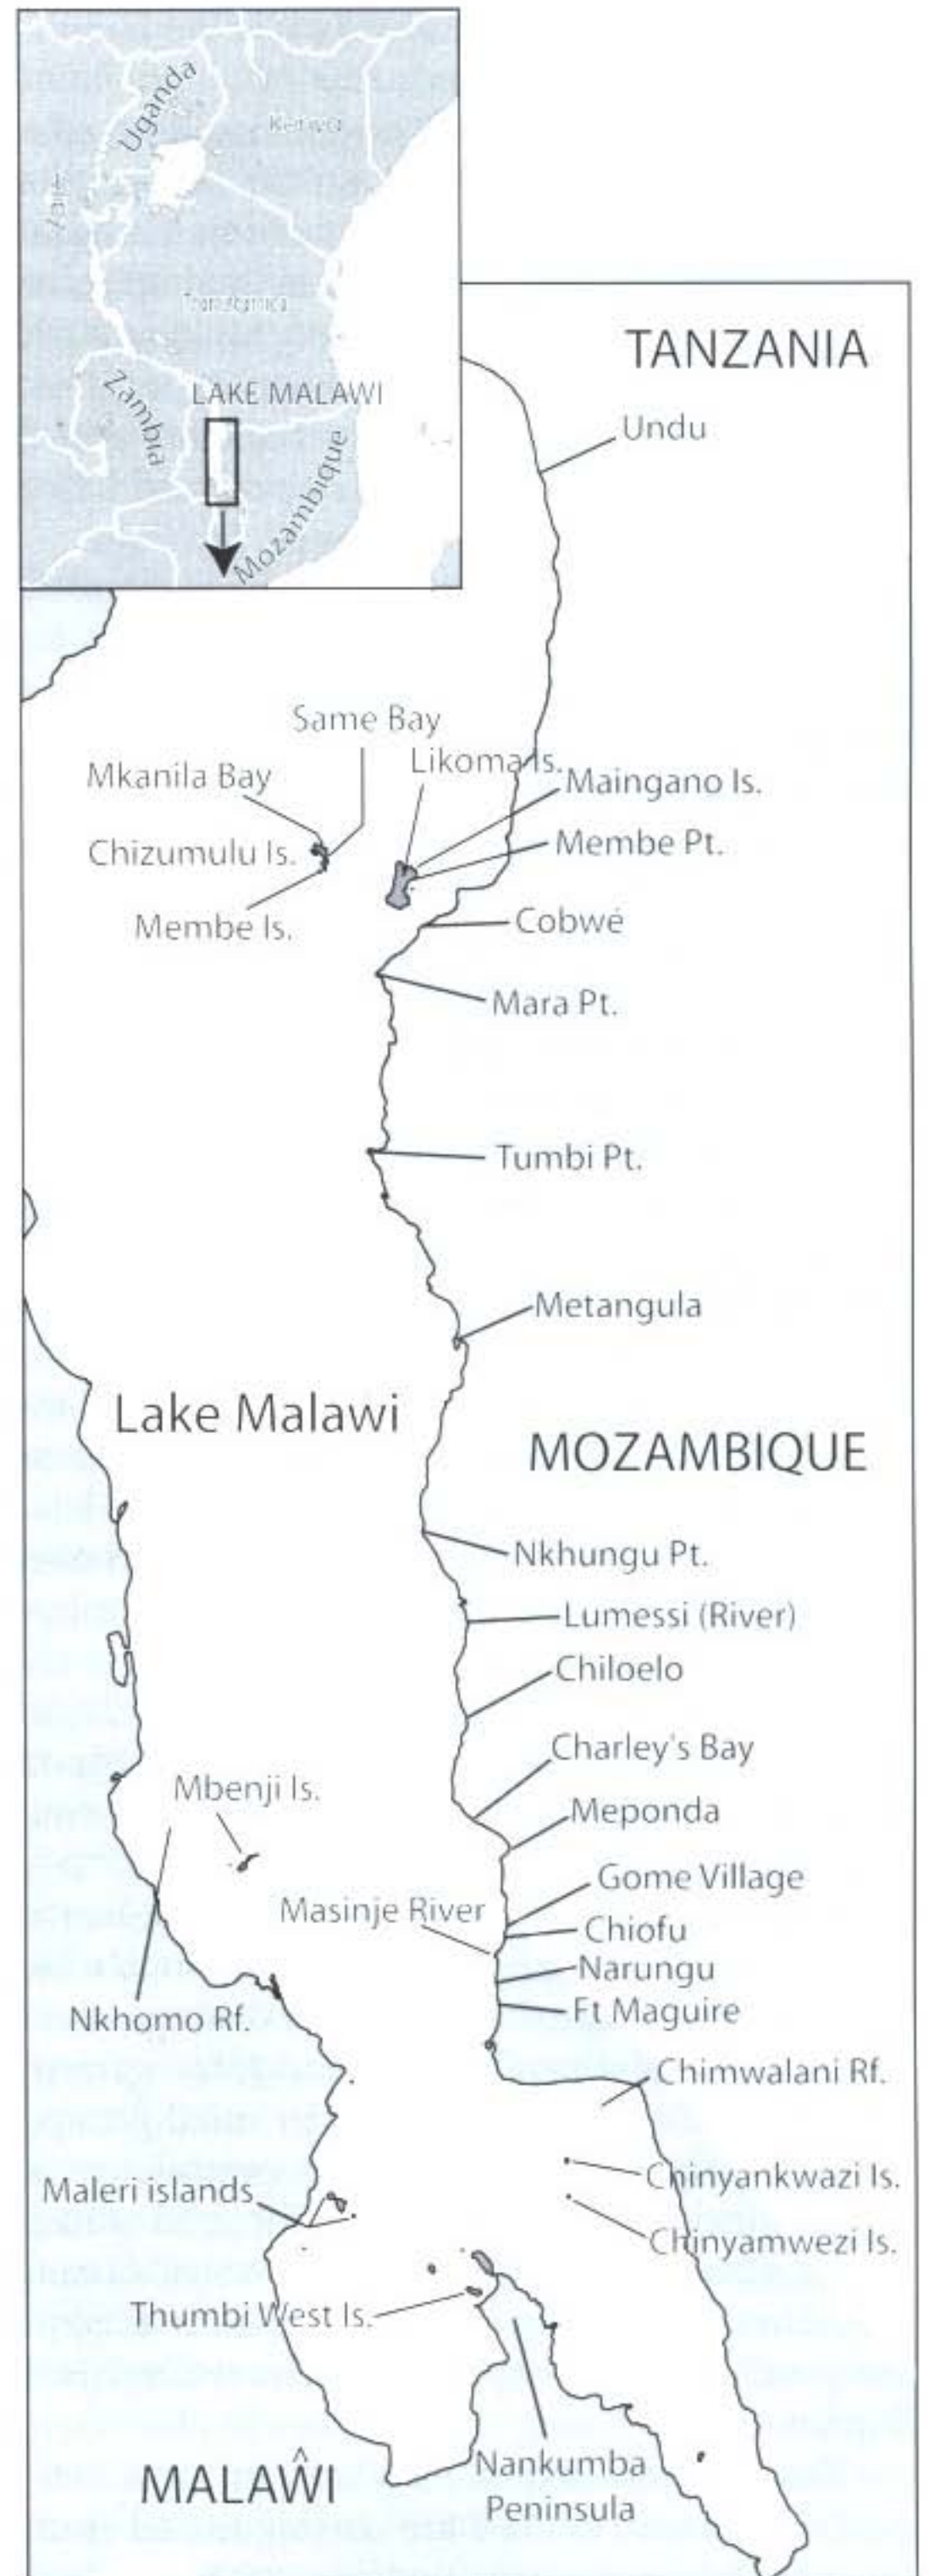 Uganda
Kenya
Zaire
Tanzania
Zambia
LAKE MALAWI
Mozambique
TANZANIA
Undu
Same Bay
Likoma Is.
Mkanila Bay
Maingano Is.
Chizumulu Is.
Membe Pt.
Membe Is.
Cobwé
Mara Pt.
Tumbi Pt.
Metangula
Lake Malawi
MOZAMBIQUE
Nkhungu Pt.
Lumessi (River)
Chiloelo
Charley's Bay
Mbenji Is.
Meponda
Gome Village
Masinje River
Chiofu
Narungu
Nkhomo Rf.
Ft Maguire
Chimwalani Rf.
Maleri islands
Chinyankwazi Is.
Chinyamwezi Is.
Thumbi West Is.
MALAŴI
Nankumba
Peninsula